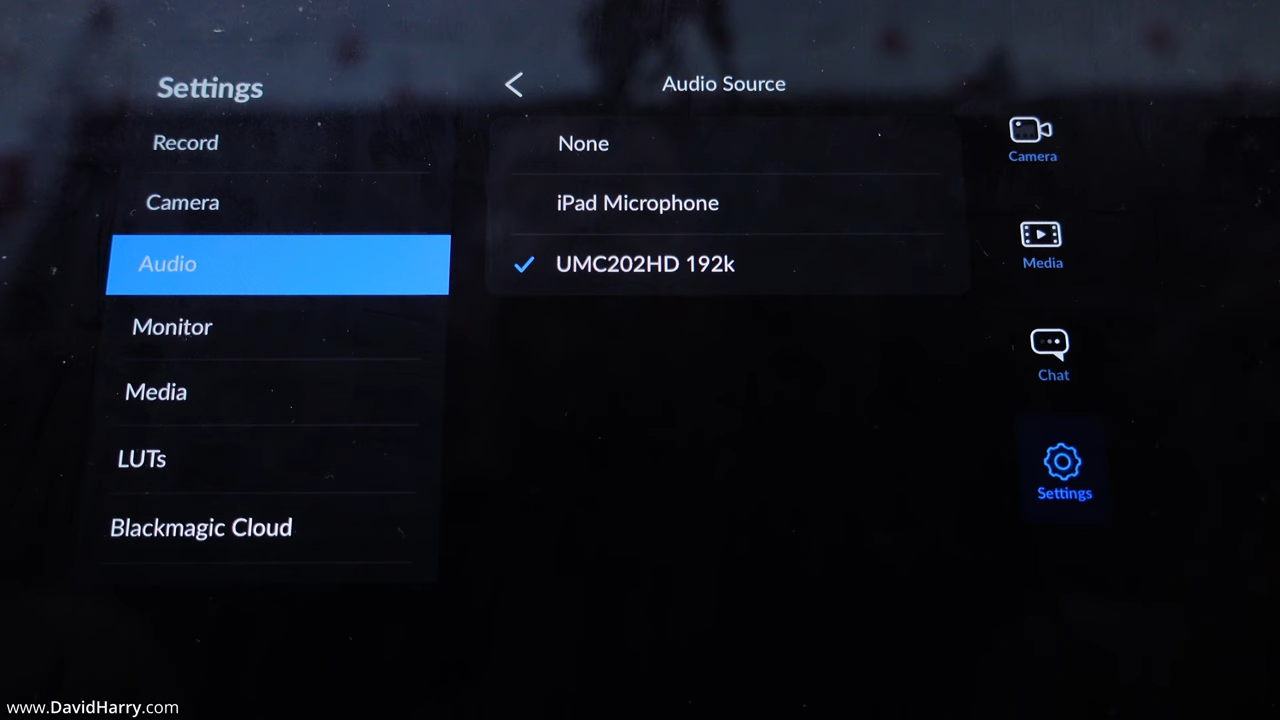 Settings
Record
Camera
Audio
Monitor
Media
LUTs
Blackmagic Cloud
Audio Source
None
iPad Microphone
UMC202HD 192k
Camera
Media
Chat
Settings
www.DavidHarry.com